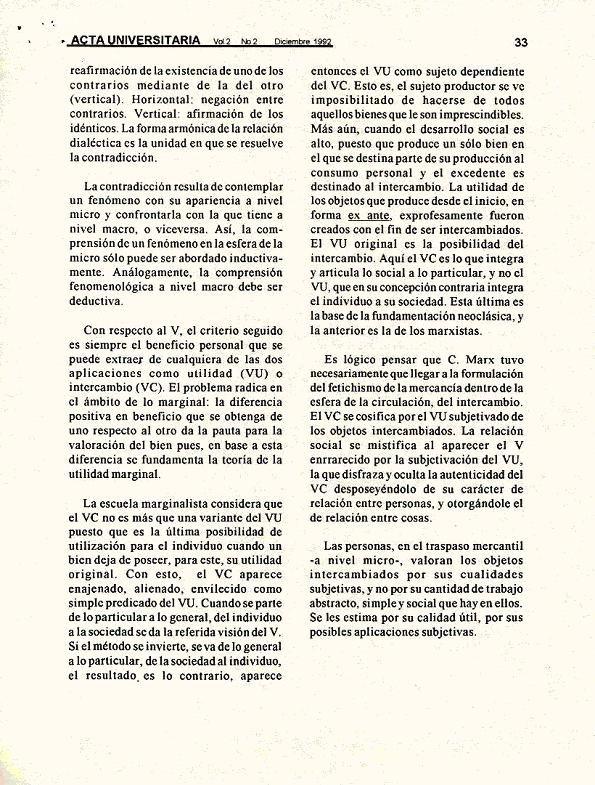 ACTA UNIVERSITARIA Vol.2 No.2 Diciembre 1992 33
reafirmación de la existencia de uno de los
contrarios mediante de la del otro
(vertical). Horizontal: negación entre
contrarios. Vertical: afirmación de los
idénticos. La forma armónica de la relación
dialéctica es la unidad en que se resuelve
la contradicción.
La contradicción resulta de contemplar
un fenómeno con su apariencia a nivel
micro y confrontarla con la que tiene a
nivel macro, o viceversa. Así, la com-
prensión de un fenómeno en la esfera de la
micro sólo puede ser abordado inductiva-
mente. Análogamente, la comprensión
fenomenológica a nivel macro debe ser
deductiva.
Con respecto al V, el criterio seguido
es siempre el beneficio personal que se
puede extraer de cualquiera de las dos
aplicaciones como utilidad (VU) o
intercambio (VC). El problema radica en
el ámbito de lo marginal: la diferencia
positiva en beneficio que se obtenga de
uno respecto al otro da la pauta para la
valoración del bien pues, en base a esta
diferencia se fundamenta la teoría de la
utilidad marginal.
La escuela marginalista considera que
el VC no es más que una variante del VU
puesto que es la última posibilidad de
utilización para el individuo cuando un
bien deja de poseer, para este, su utilidad
original. Con esto, el VC aparece
enajenado, alienado, envilecido como
simple predicado del VU. Cuando se parte
de lo particular a lo general, del individuo
a la sociedad se da la referida visión del V.
Si el método se invierte, se va de lo general
a lo particular, de la sociedad al individuo,
el resultado es lo contrario, aparece
entonces el VU como sujeto dependiente
del VC. Esto es, el sujeto productor se ve
imposibilitado de hacerse de todos
aquellos bienes que le son imprescindibles.
Más aún, cuando el desarrollo social es
alto, puesto que produce un sólo bien en
el que se destina parte de su producción al
consumo personal y el excedente es
destinado al intercambio. La utilidad de
los objetos que produce desde el inicio, en
forma ex ante, exprofesamente fueron
creados con el fin de ser intercambiados.
El VU original es la posibilidad del
intercambio. Aquí el VC es lo que integra
y articula lo social a lo particular, y no el
VU, que en su concepción contraria integra
el individuo a su sociedad. Esta última es
la base de la fundamentación neoclásica, y
la anterior es la de los marxistas.
Es lógico pensar que C. Marx tuvo
necesariamente que llegar a la formulación
del fetichismo de la mercancía dentro de la
esfera de la circulación, del intercambio.
El VC se cosifica por el VU subjetivado de
los objetos intercambiados. La relación
social se mistifica al aparecer el V
enrrarecido por la subjetivación del VU,
la que disfraza y oculta la autenticidad del
VC desposeyéndolo de su carácter de
relación entre personas, y otorgándole el
de relación entre cosas.
Las personas, en el traspaso mercantil
-a nivel micro-, valoran los objetos
intercambiados por sus cualidades
subjetivas, y no por su cantidad de trabajo
abstracto, simple y social que hay en ellos.
Se les estima por su calidad útil, por sus
posibles aplicaciones subjetivas.